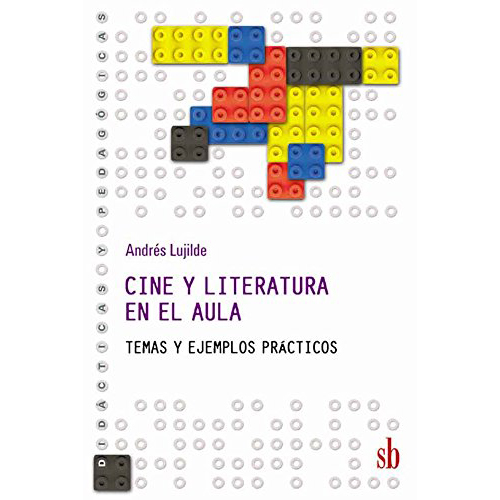 DIDÁCTICAS Y PEDAGÓGICAS
Andrés Lujilde
CINE Y LITERATURA
EN EL AULA
TEMAS Y EJEMPLOS PRÁCTICOS
sb